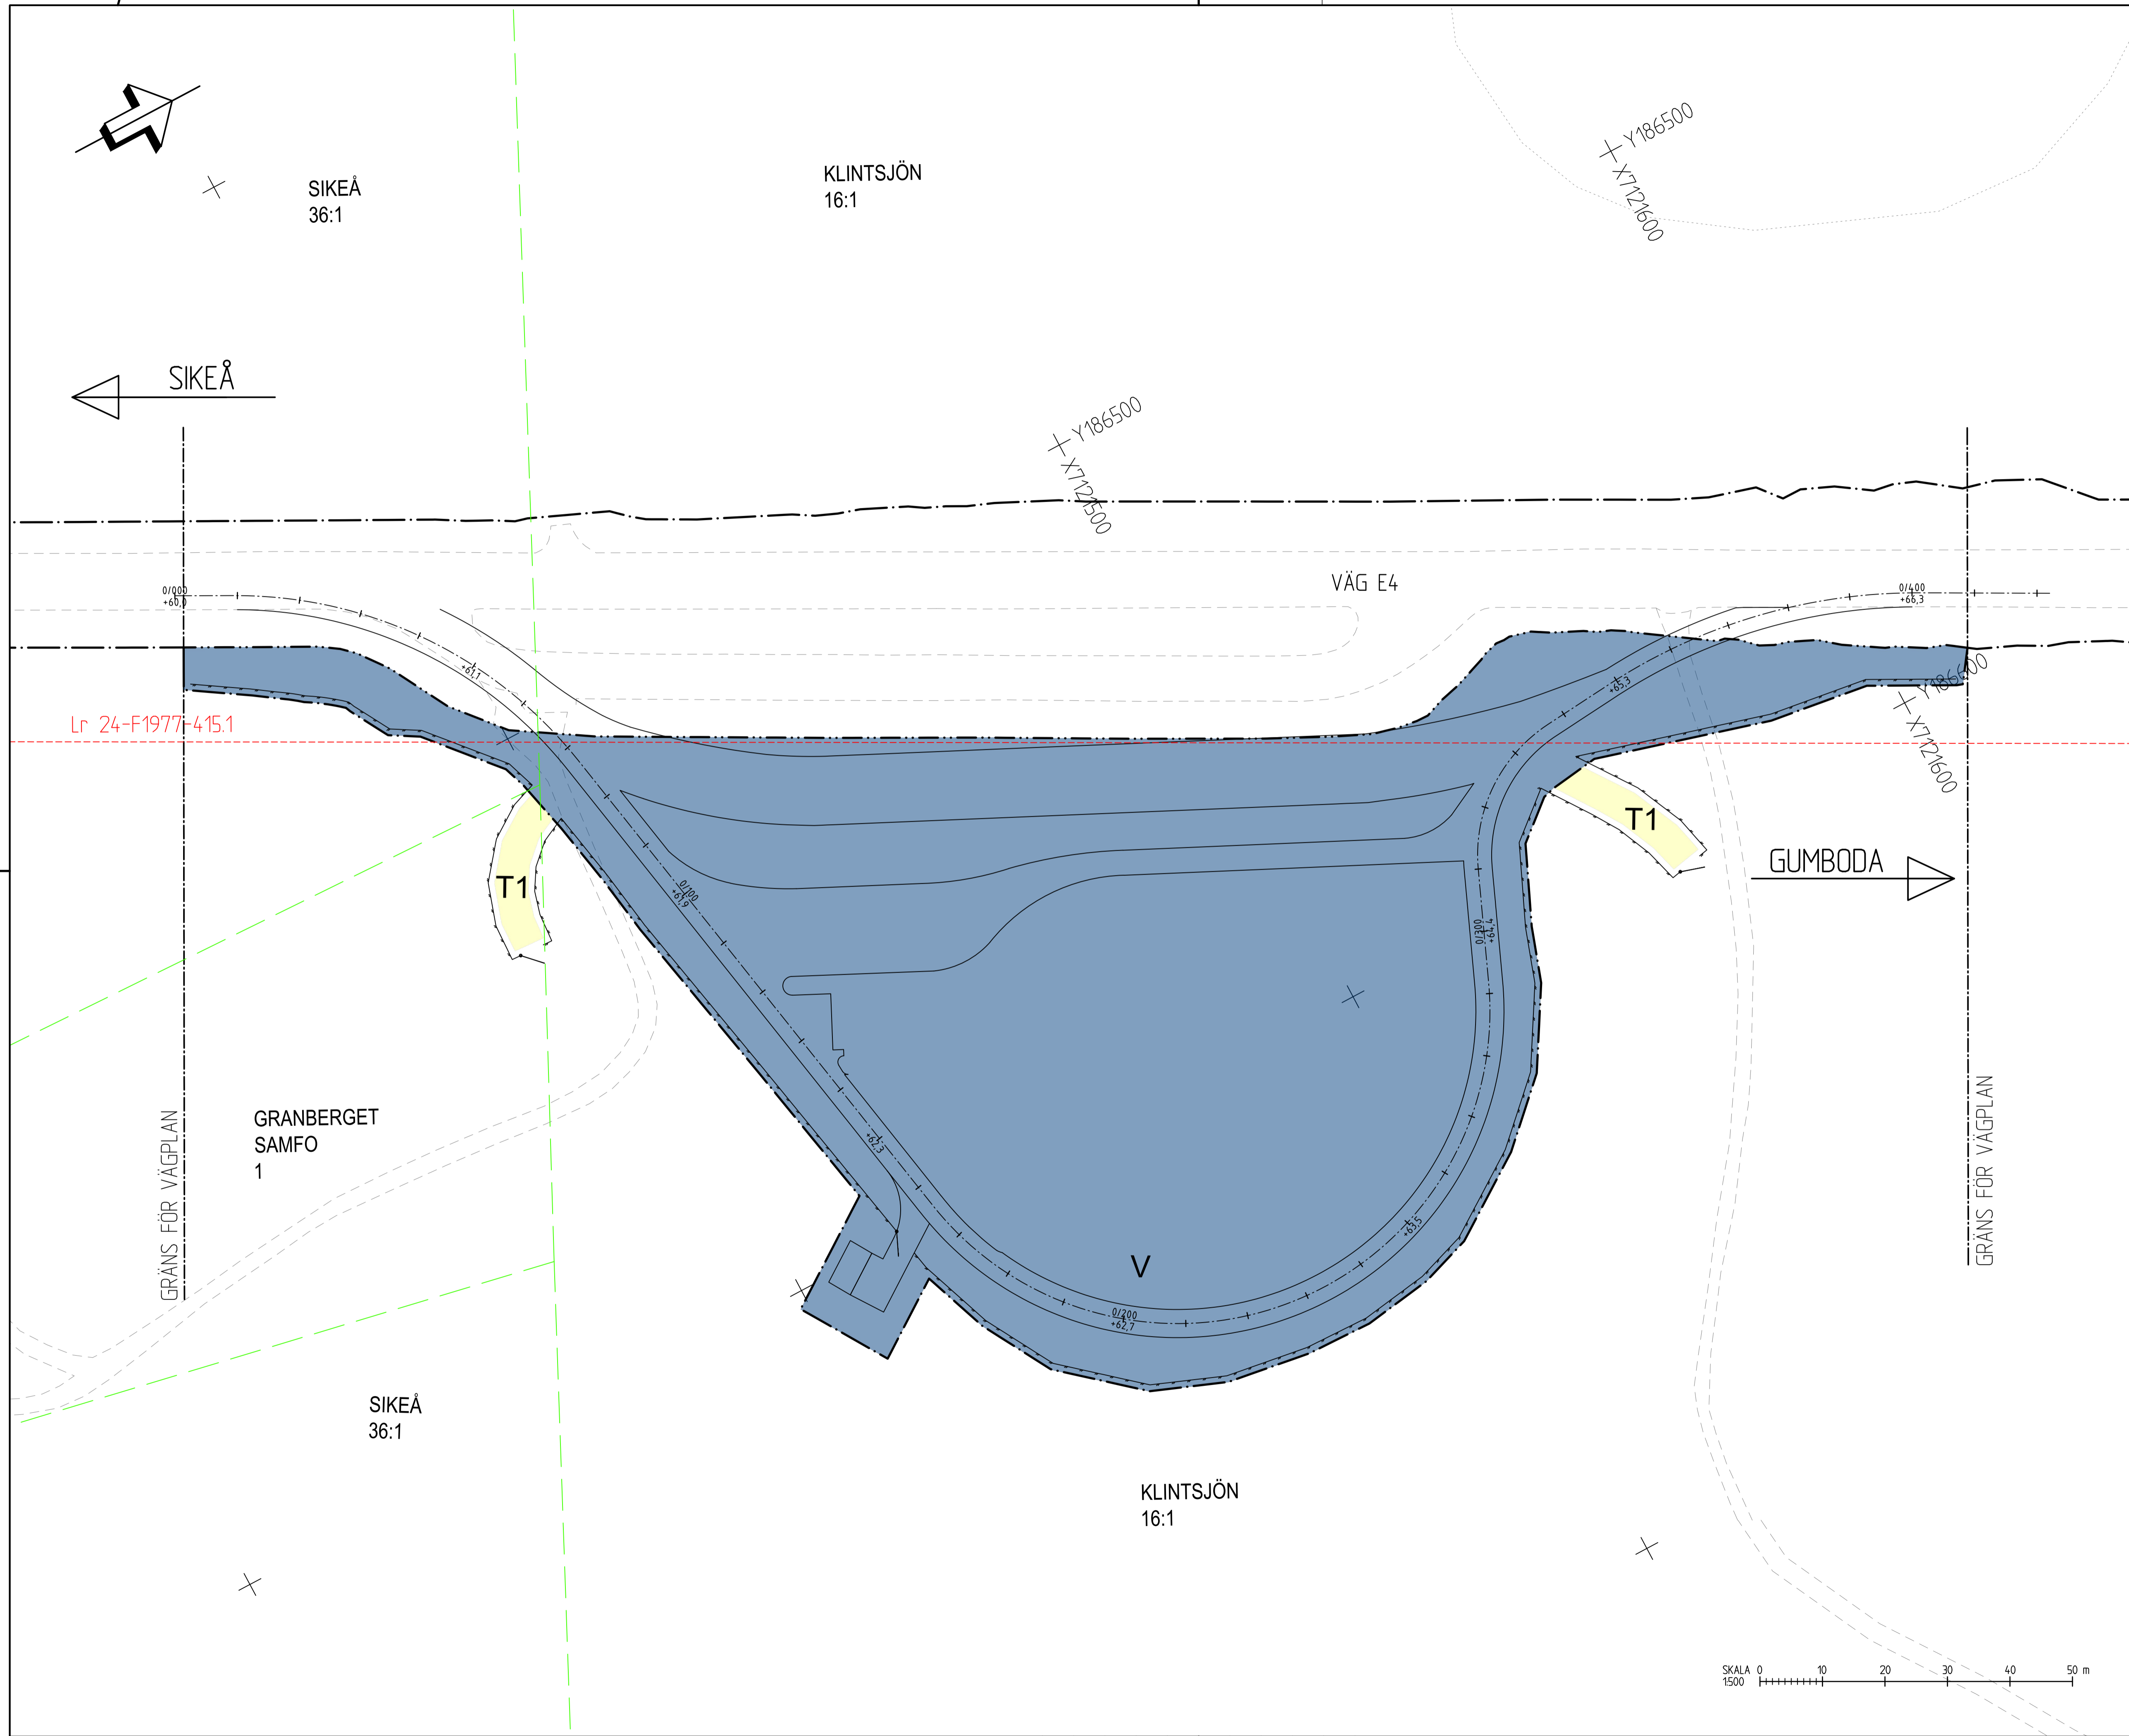 Y186500
X7121600
SIKEÅ
36:1
KLINTSJÖN
16:1
SIKEÅ
Y186500
X7121500
VÄG E4
0/000
+60,0
0/400
+66,3
+61,1
+65,3
Y186600
X7121600
Lr 24-F1977-415.1
T1
T1
GUMBODA
0/100
+61,9
0/300
+64,4
GRÄNS FÖR VÄGPLAN
GRANBERGET
SAMFO
1
+62,3
GRÄNS FÖR VÄGPLAN
+63,5
V
0/200
+62,7
SIKEÅ
36:1
KLINTSJÖN
16:1
SKALA 0 10 20 30 40 50 m
1:500